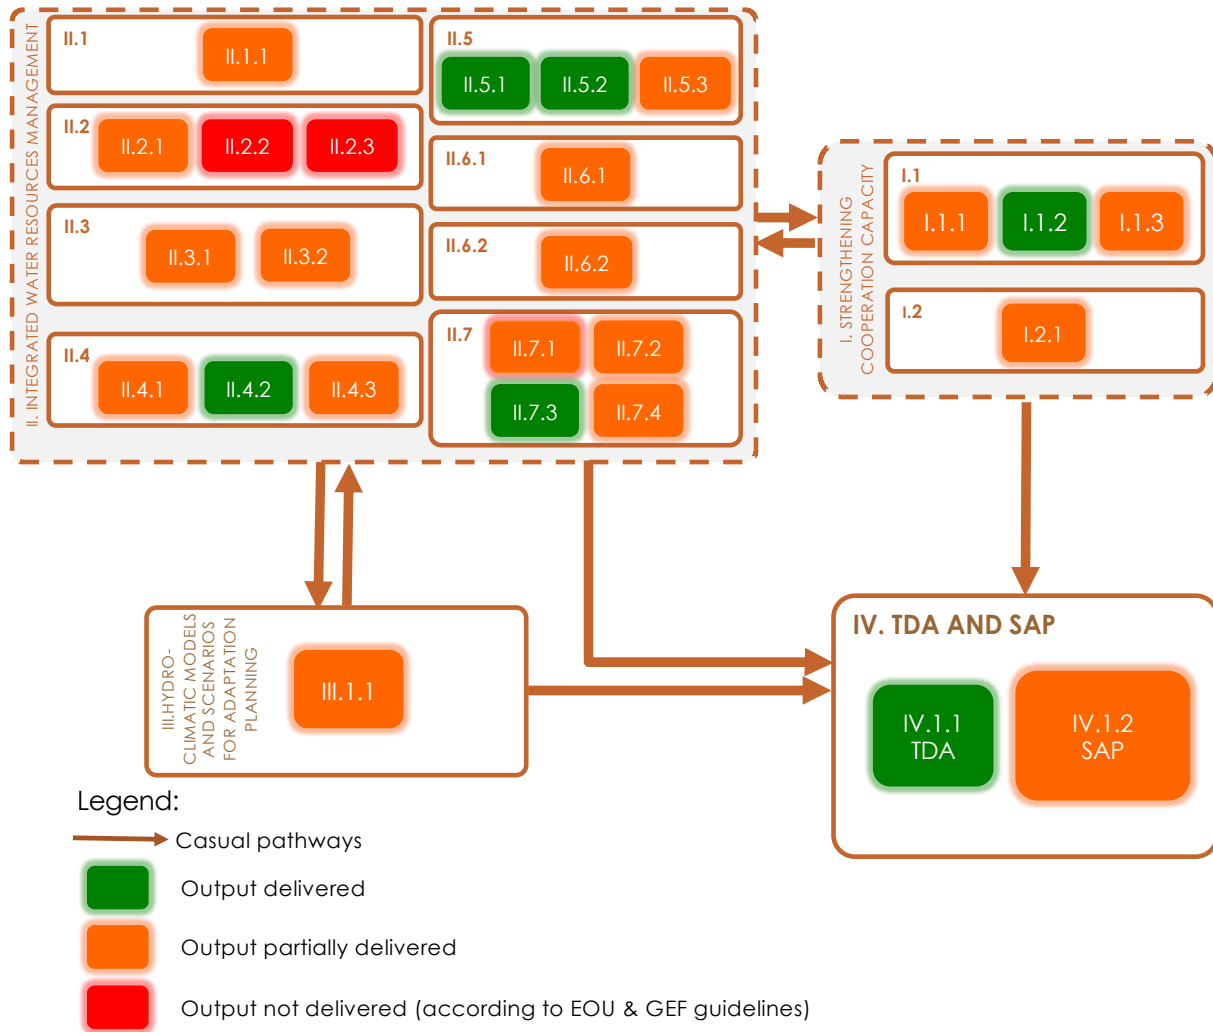 II. INTEGRATED WATER RESOURCES MANAGEMENT
II.1
II.1.1
II.2
II.2.1
II.2.2
II.2.3
II.3
II.3.1
II.3.2
II.4
II.4.1
II.4.2
II.4.3
II.5
II.5.1
II.5.2
II.5.3
II.6.1
II.6.1
II.6.2
II.6.2
II.7
II.7.1
II.7.2
II.7.3
II.7.4
I. STRENGTHENING
COOPERATION CAPACITY
I.1
I.1.1
I.1.2
I.1.3
I.2
I.2.1
III.HYDRO-
CLIMATIC MODELS
AND SCENARIOS
FOR ADAPTATION
PLANNING
III.1.1
IV. TDA AND SAP
IV.1.1
TDA
IV.1.2
SAP
Legend:
Casual pathways
Output delivered
Output partially delivered
Output not delivered (according to EOU & GEF guidelines)